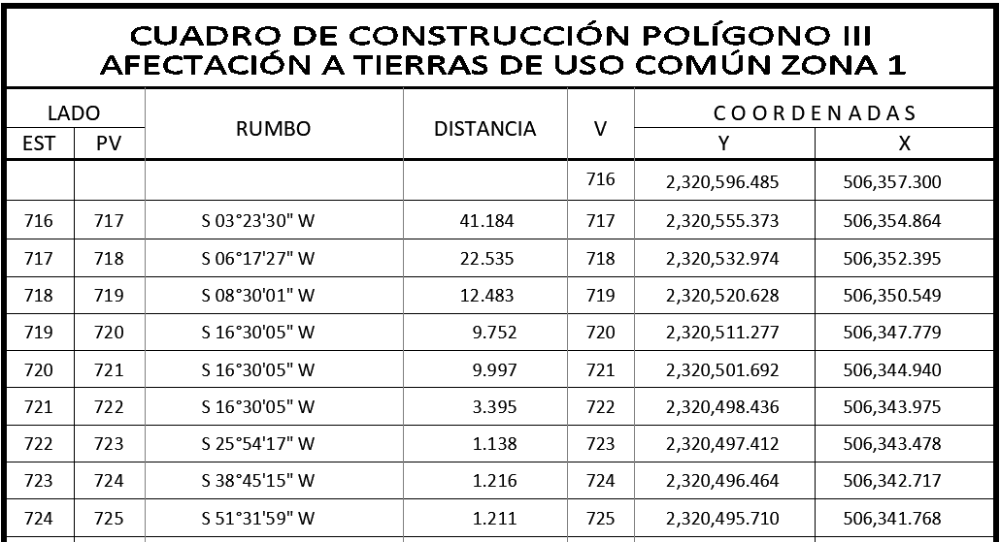 CUADRO DE CONSTRUCCIÓN POLÍGONO III
AFECTACIÓN A TIERRAS DE USO COMÚN ZONA 1
LADO RUMBO DISTANCIA V COORDENADAS
EST PV Y X
716 2,320,596.485 506,357.300
716 717 S 03°23'30" W 41.184 717 2,320,555.373 506,354.864
717 718 S 06°17'27" W 22.535 718 2,320,532.974 506,352.395
718 719 S 08°30'01" W 12.483 719 2,320,520.628 506,350.549
719 720 S 16°30'05" W 9.752 720 2,320,511.277 506,347.779
720 721 S 16°30'05" W 9.997 721 2,320,501.692 506,344.940
721 722 S 16°30'05" W 3.395 722 2,320,498.436 506,343.975
722 723 S 25°54'17" W 1.138 723 2,320,497.412 506,343.478
723 724 S 38°45'15" W 1.216 724 2,320,496.464 506,342.717
724 725 S 51°31'59" W 1.211 725 2,320,495.710 506,341.768